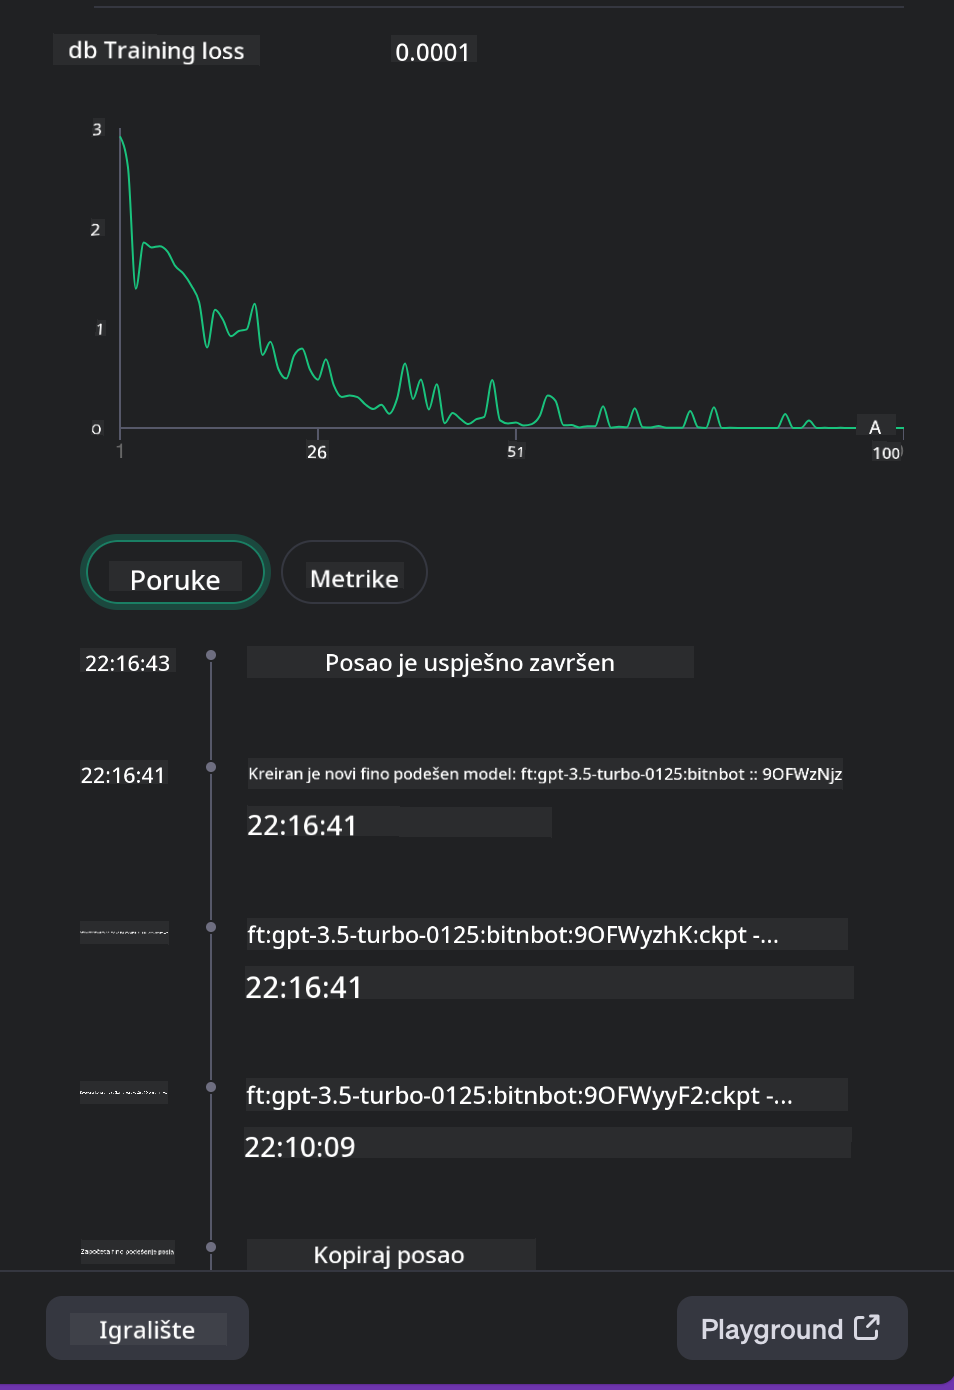 db Training loss
0.0001
3
2
1
0
1
26
51
A
100
Poruke
Metrike
22:16:43
Posao je uspješno završen
22:16:41
Kreiran je novi fino podešen model: ft:gpt-3.5-turbo-0125:bitnbot :: 9OFWzNjz
22:16:41
ft:gpt-3.5-turbo-0125:bitnbot:9OFWyzhK:ckpt -...
22:16:41
ft:gpt-3.5-turbo-0125:bitnbot:9OFWyyF2:ckpt -...
22:10:09
Započeto fino podešenje posla
Kopiraj posao
Igralište
Playground